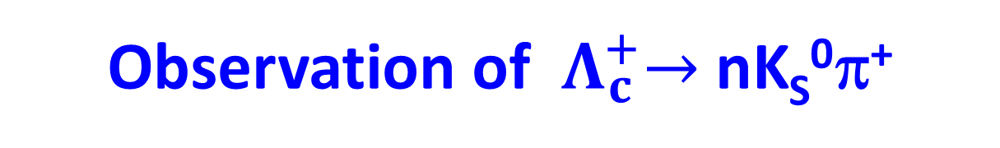 Observation of Λc⁺ → nKS⁰π⁺